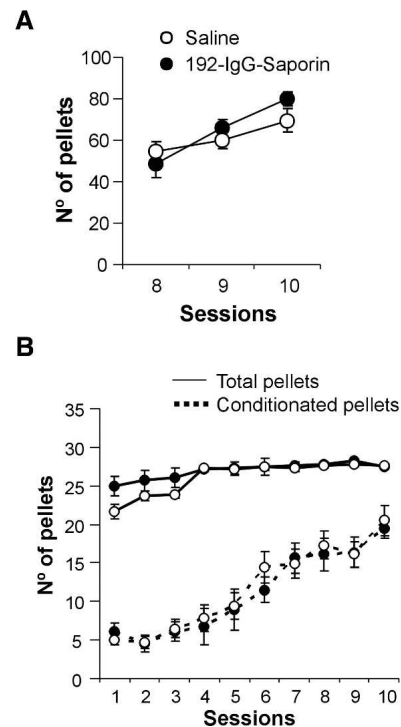 A
Saline
192-IgG-Saporin
Nº of pellets
100
80
60
40
20
0
8 9 10
Sessions
B
Total pellets
Conditionated pellets
Nº of pellets
35
30
25
20
15
10
5
0
1 2 3 4 5 6 7 8 9 10
Sessions